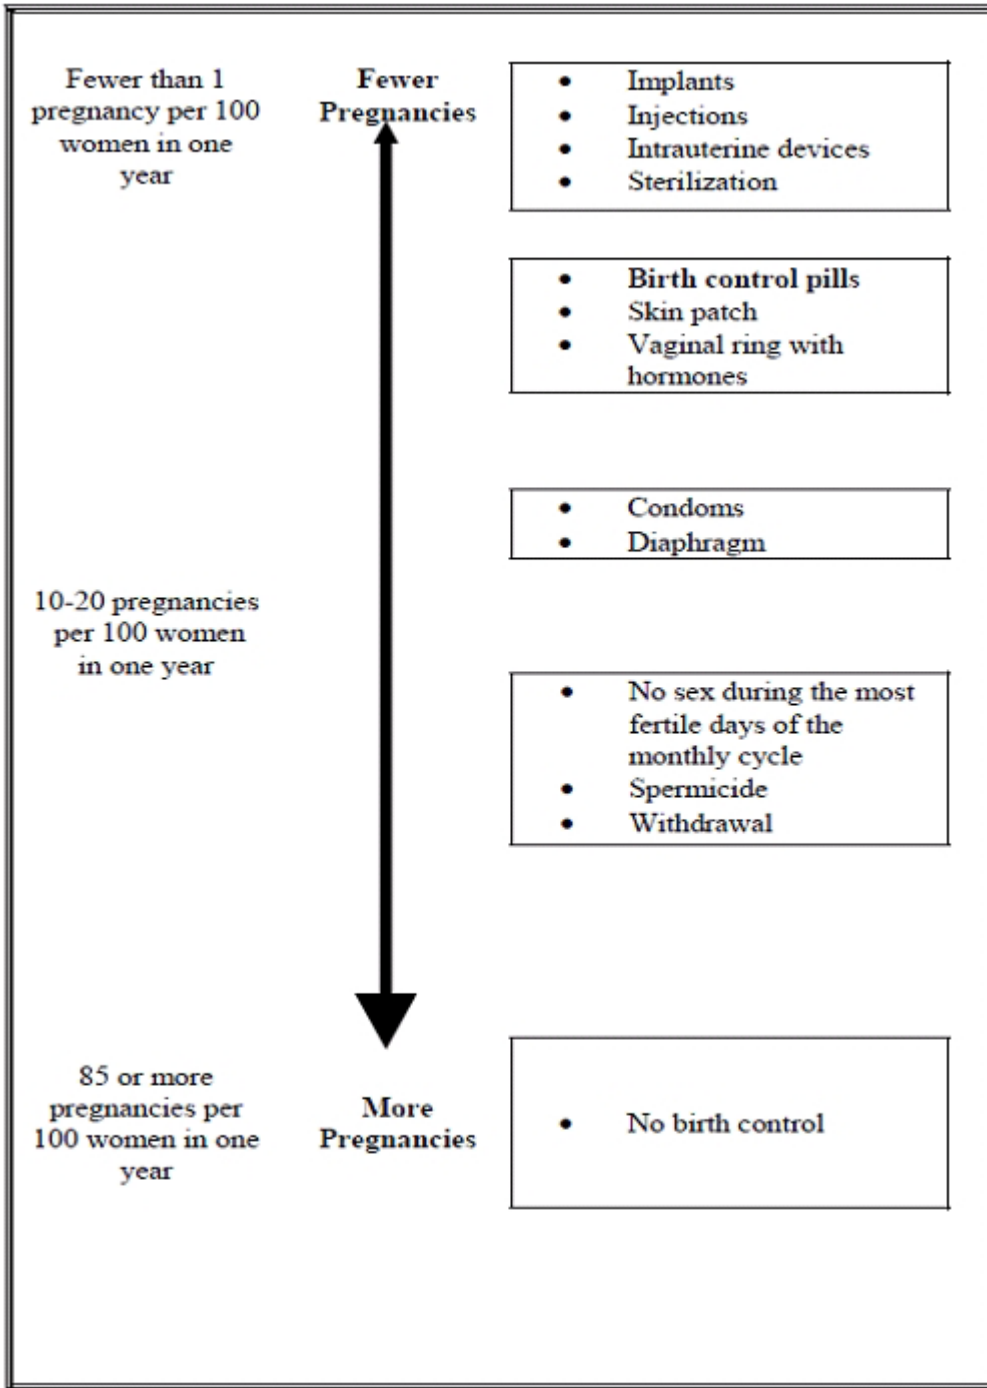 Fewer than 1
pregnancy per 100
women in one
year
Fewer
Pregnancies
• Implants
• Injections
• Intrauterine devices
• Sterilization
• Birth control pills
• Skin patch
• Vaginal ring with
hormones
• Condoms
• Diaphragm
10-20 pregnancies
per 100 women
in one year
• No sex during the most
fertile days of the
monthly cycle
• Spermicide
• Withdrawal
85 or more
pregnancies per
100 women in one
year
More
Pregnancies
• No birth control